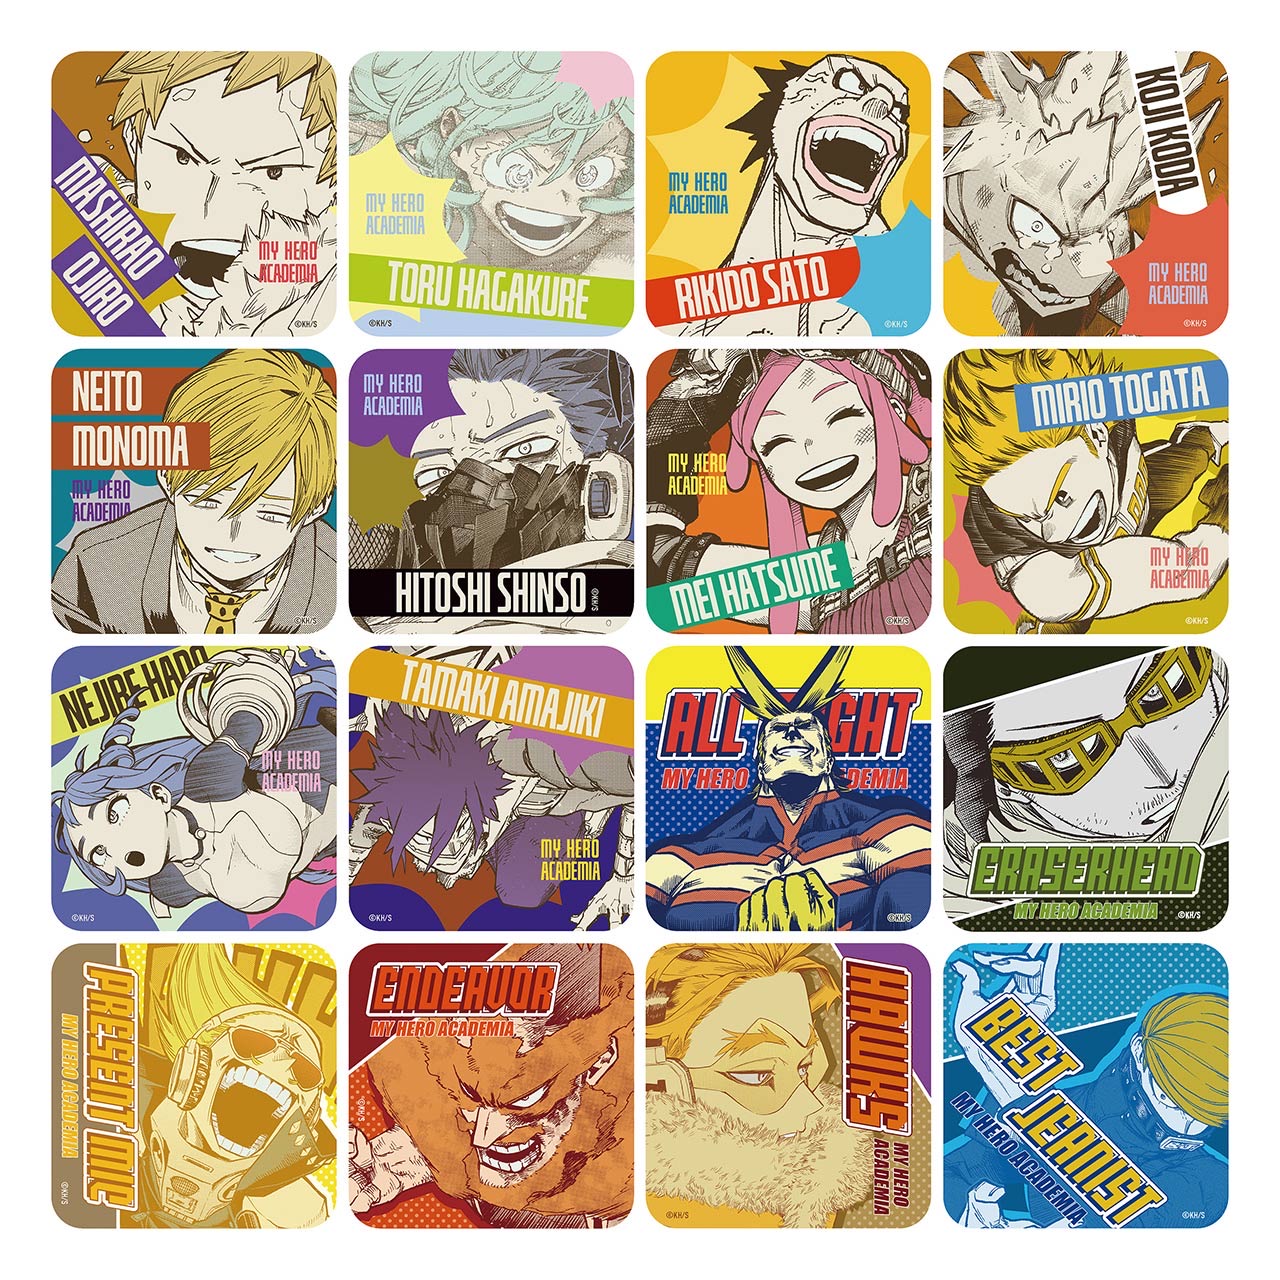 MASHIRAO
OJIRO
MY HERO
ACADEMIA
©KH/S
MY HERO
ACADEMIA
TORU HAGAKURE
©KH/S
MY HERO
ACADEMIA
RIKIDO SATO
©KH/S
KOJI KODA
MY HERO
ACADEMIA
©KH/S
NEITO
MONOMA
MY HERO
ACADEMIA
©KH/S
MY HERO
ACADEMIA
HITOSHI SHINSO
©KH/S
MY HERO
ACADEMIA
MEI HATSUME
©KH/S
MIRIO TOGATA
MY HERO
ACADEMIA
©KH/S
NEJIRE HADO
MY HERO
ACADEMIA
©KH/S
TAMAKI AMAJIKI
MY HERO
ACADEMIA
©KH/S
ALL MIGHT
MY HERO ACADEMIA
©KH/S
ERASERHEAD
MY HERO ACADEMIA
©KH/S
PRESENT MIC
MY HERO ACADEMIA
©KH/S
ENDEAVOR
MY HERO ACADEMIA
©KH/S
HAWKS
MY HERO
ACADEMIA
©KH/S
BEST
JEANIST
MY HERO ACADEMIA
©KH/S